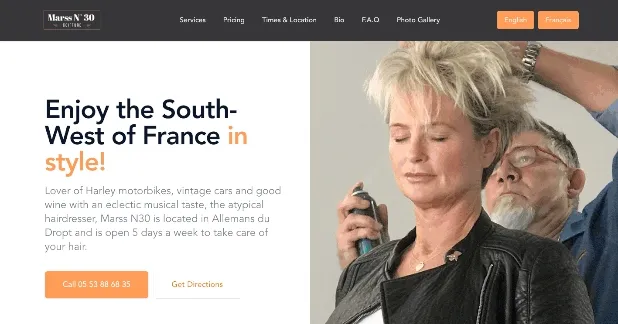 Marss N°30
COIFFURE
Services Pricing Times & Location Bio F.A.Q Photo Gallery English Français
Enjoy the South-
West of France in
style!
Lover of Harley motorbikes, vintage cars and good
wine with an eclectic musical taste, the atypical
hairdresser, Marss N30 is located in Allemans du
Dropt and is open 5 days a week to take care of
your hair.
Call 05 53 88 68 35 Get Directions